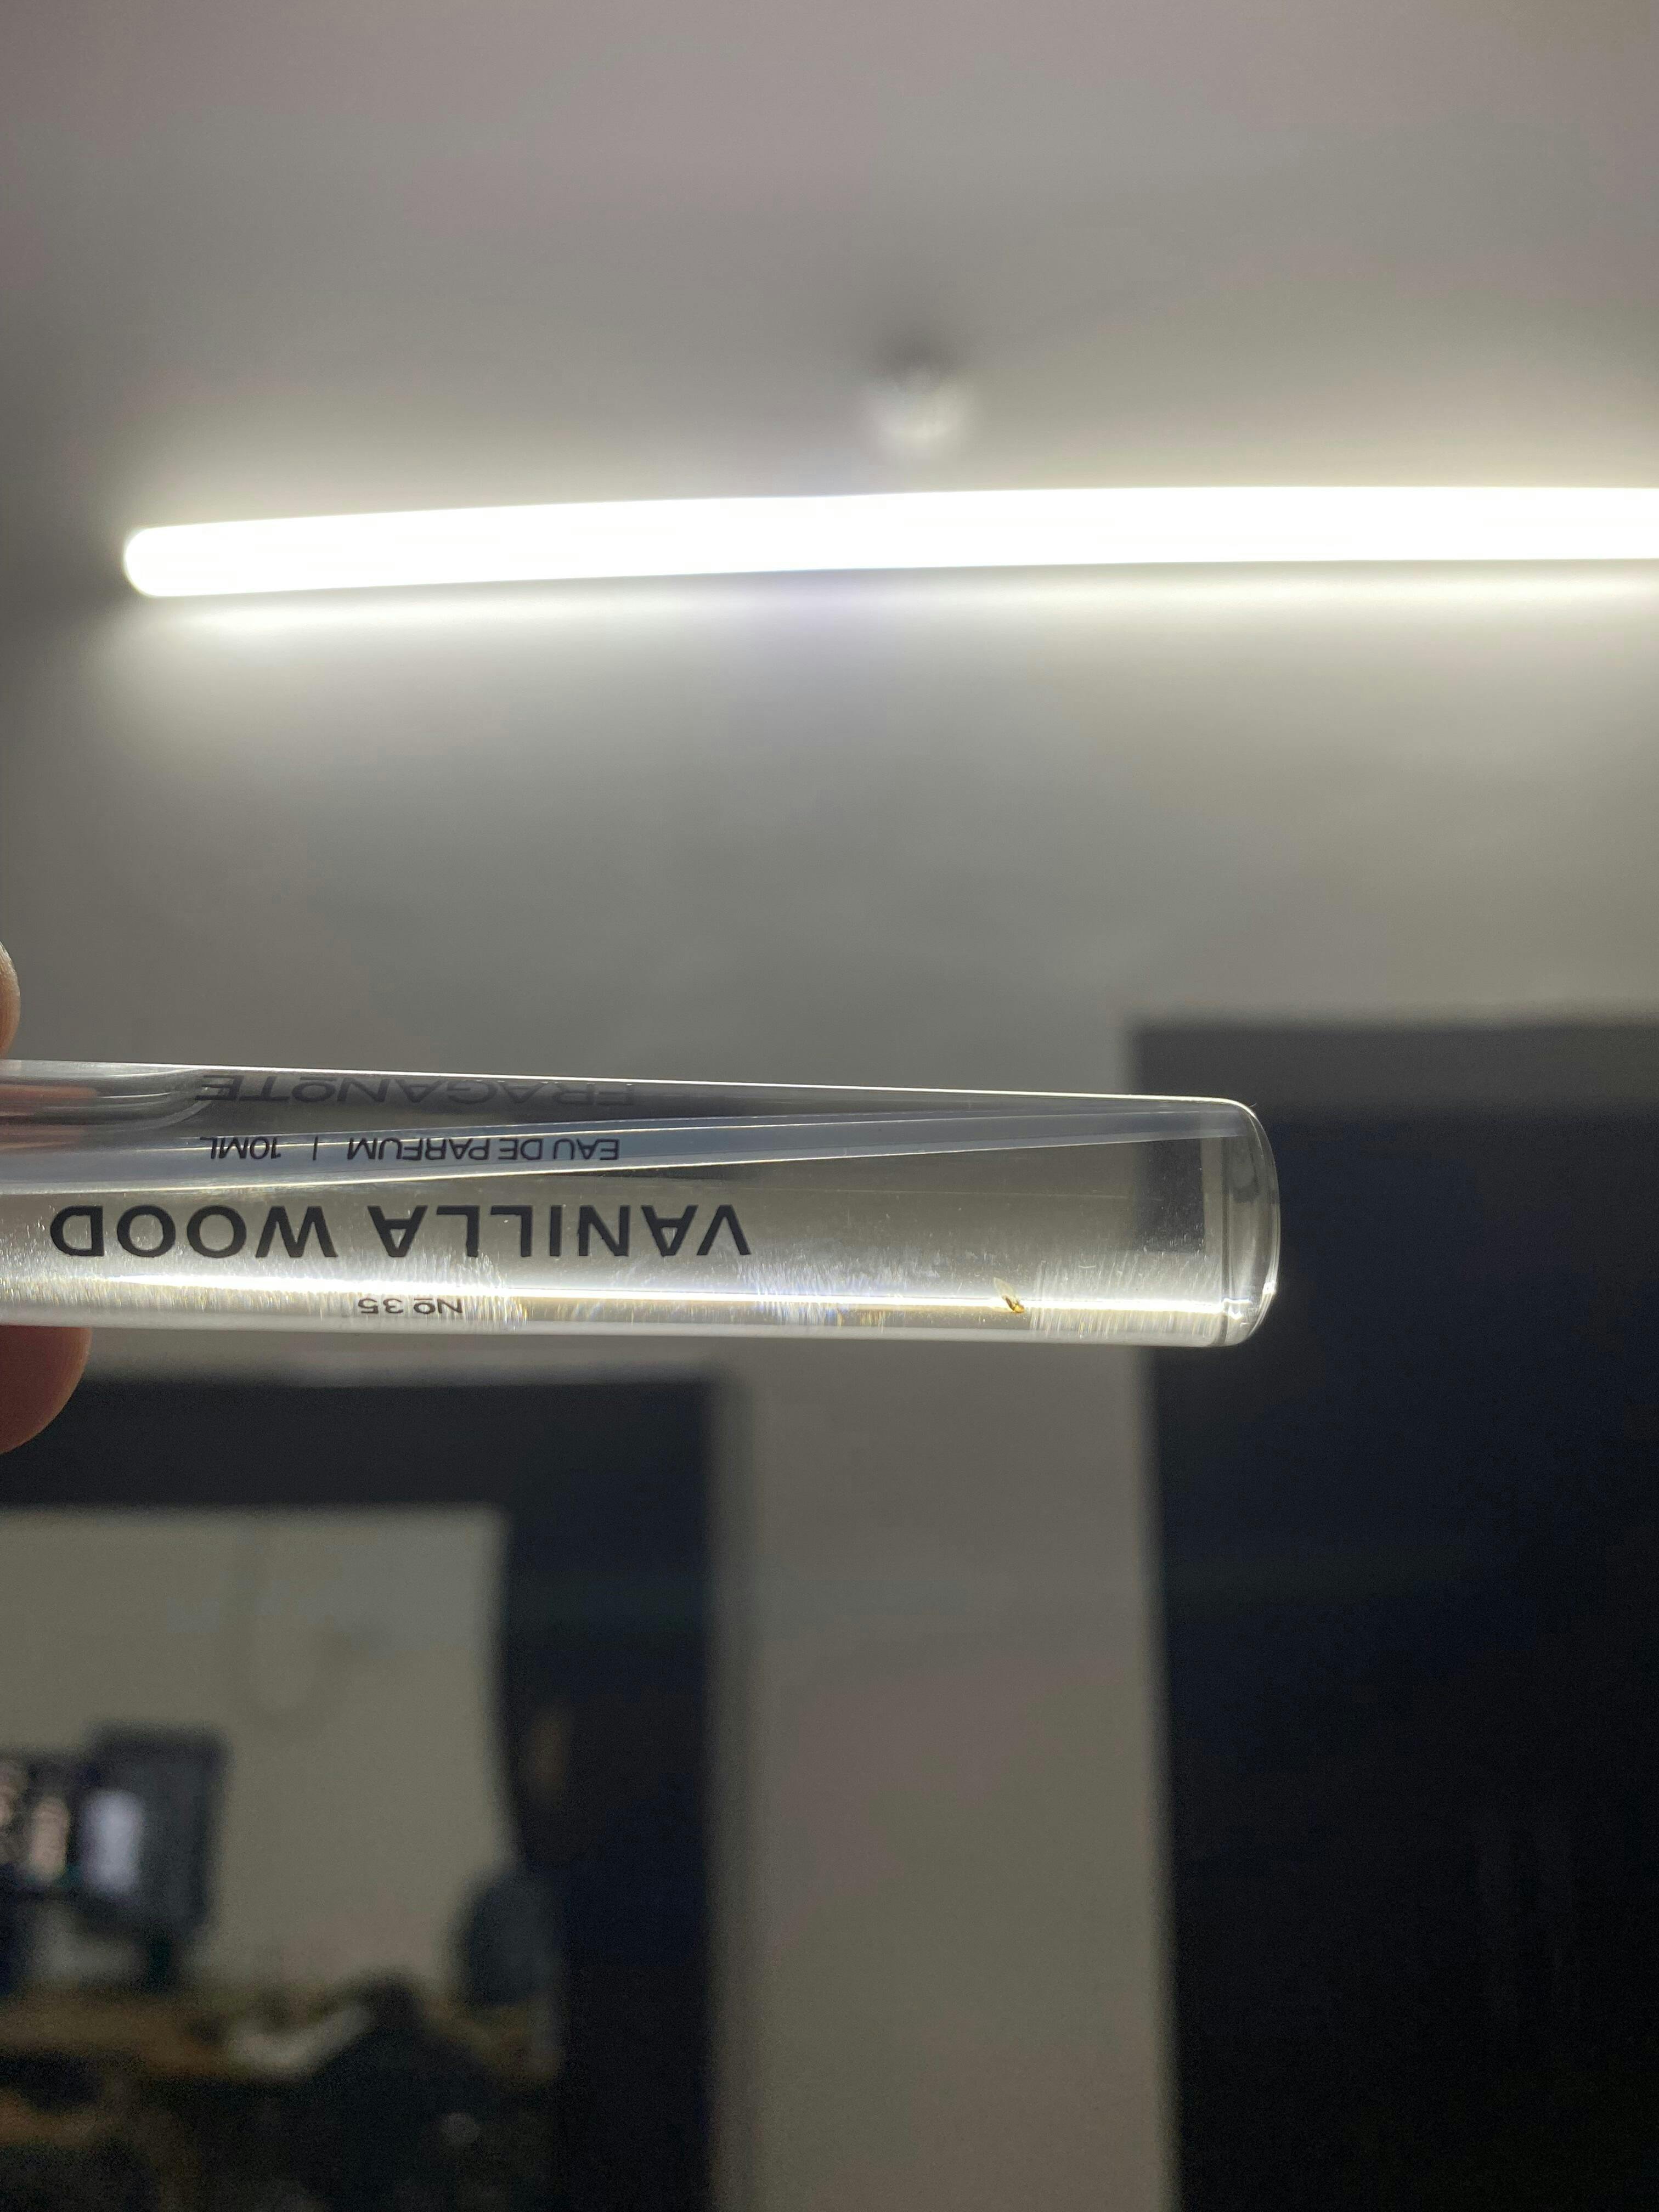 FRAGANOTE
EAU DE PARFUM | 10ML
VANILLA WOOD
Nº 35